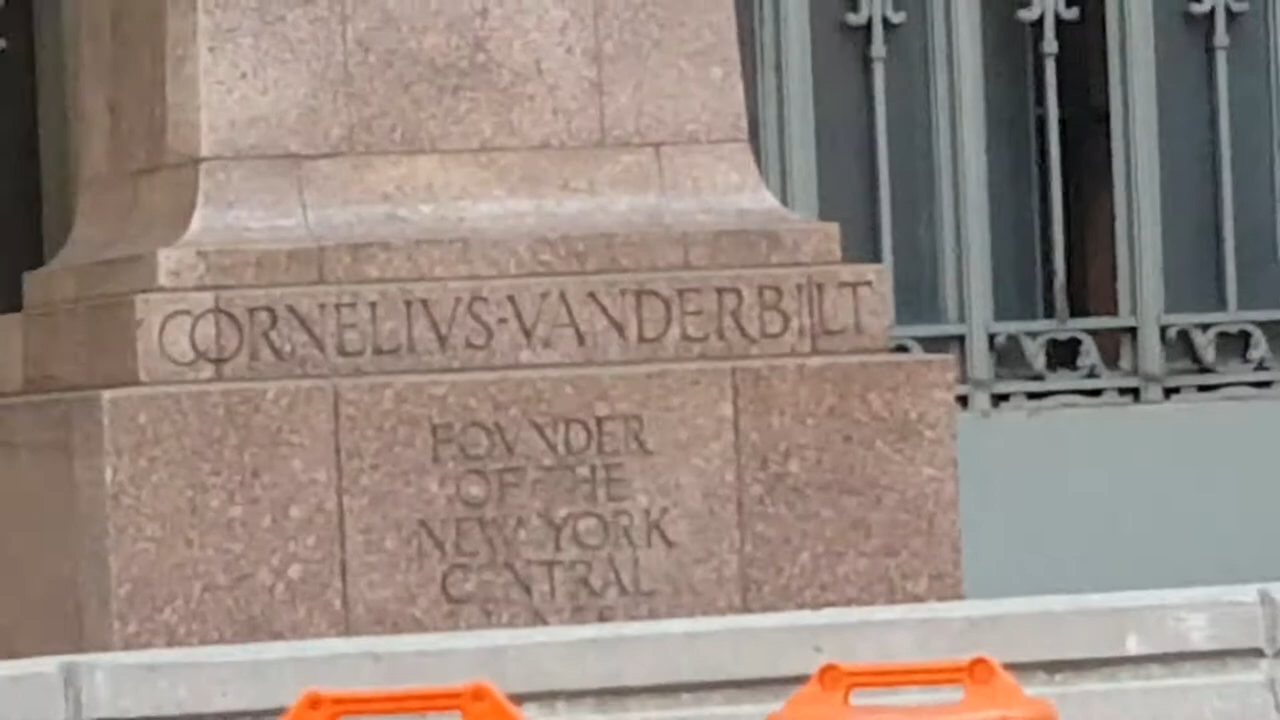 CORNELIVS-VANDERBILT
FOVNDER
OF THE
NEW YORK
CENTRAL